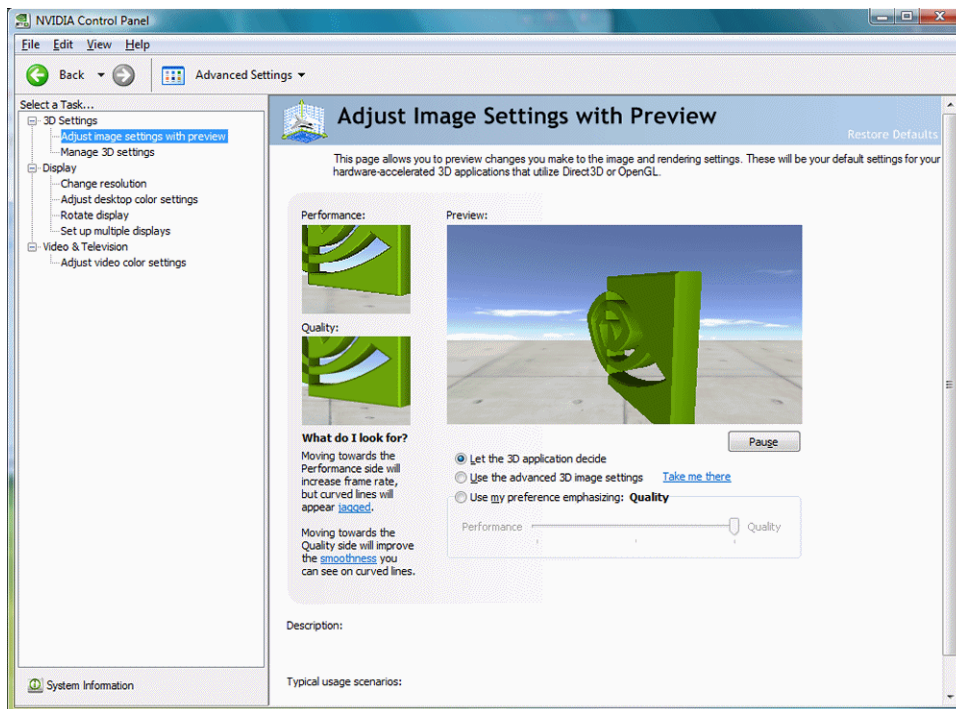 NVIDIA Control Panel
File Edit View Help
Back Advanced Settings
Select a Task...
3D Settings
Adjust image settings with preview
Manage 3D settings
Display
Change resolution
Adjust desktop color settings
Rotate display
Set up multiple displays
Video & Television
Adjust video color settings
System Information
Adjust Image Settings with Preview
Restore Defaults
This page allows you to preview changes you make to the image and rendering settings. These will be your default settings for your
hardware-accelerated 3D applications that utilize Direct3D or OpenGL.
Performance:
Quality:
What do I look for?
Moving towards the
Performance side will
increase frame rate,
but curved lines will
appear jagged.
Moving towards the
Quality side will improve
the smoothness you
can see on curved lines.
Preview:
Pause
Let the 3D application decide
Use the advanced 3D image settings Take me there
Use my preference emphasizing: Quality
Performance Quality
Description:
Typical usage scenarios: